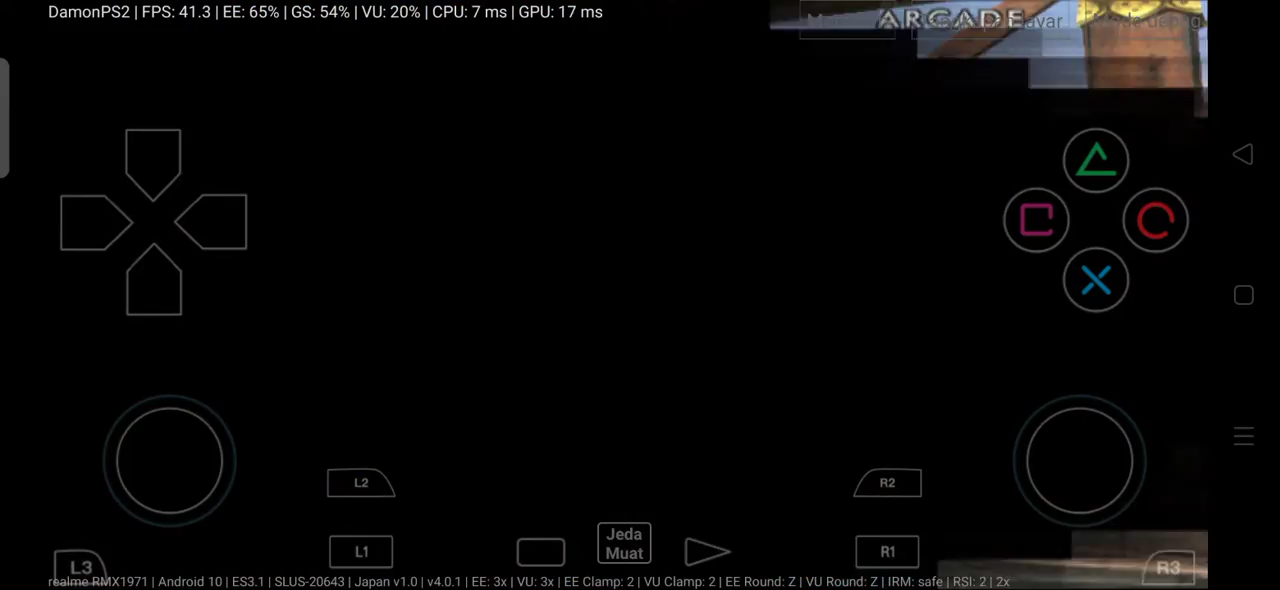 DamonPS2 | FPS: 41.3 | EE: 65% | GS: 54% | VU: 20% | CPU: 7 ms | GPU: 17 ms
ARCADE
L2
R2
Jeda
Muat
L1
R1
L3
R3
realme RMX1971 | Android 10 | ES3.1 | SLUS-20643 | Japan v1.0 | v4.0.1 | EE: 3x | VU: 3x | EE Clamp: 2 | VU Clamp: 2 | EE Round: Z | VU Round: Z | IRM: safe | RSI: 2 | 2x